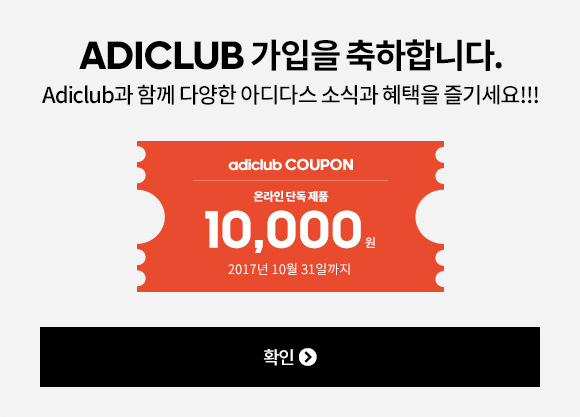 ADICLUB 가입을 축하합니다.
Adiclub과 함께 다양한 아디다스 소식과 혜택을 즐기세요!!!
adiclub COUPON
온라인 단독 제품
10,000 원
2017년 10월 31일까지
확인